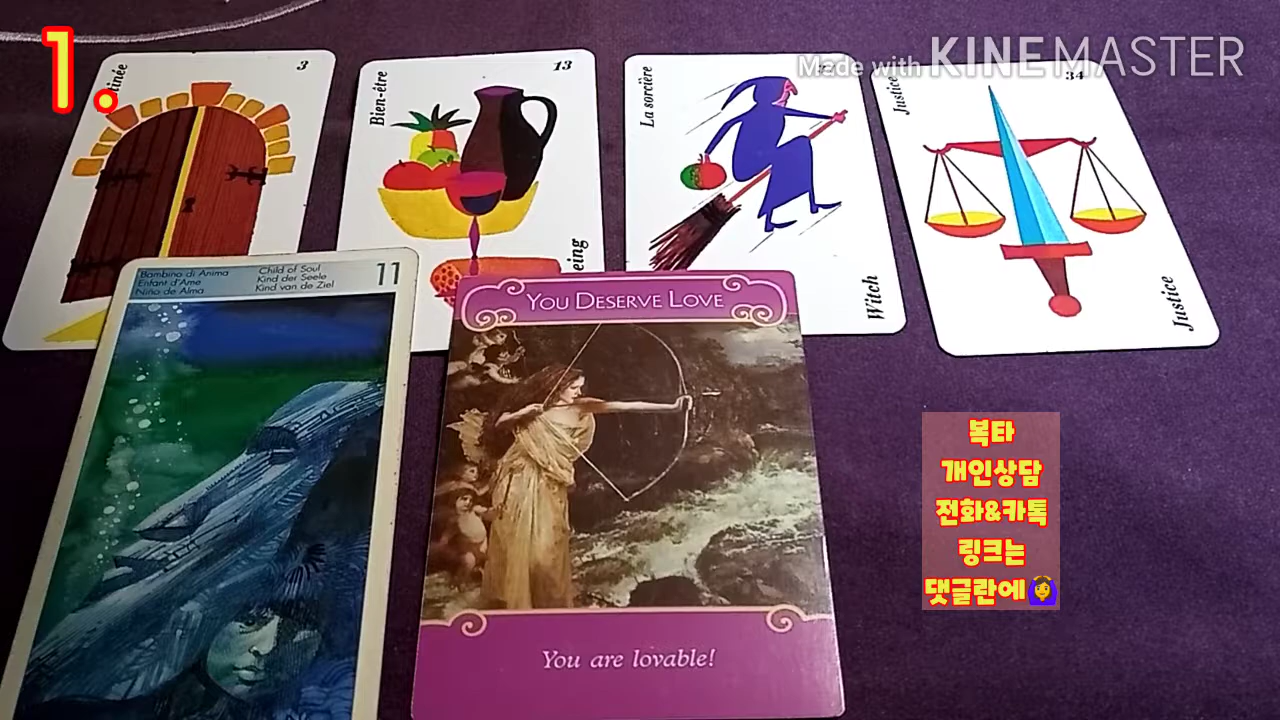 1.
3
Bien-être
13
La sorcière
Witch
Justice
34
Justice
Made with KINEMASTER
Bambino di Anima
Enfant d'Ame
Niño de Alma
Child of Soul
Kind der Seele
Kind van de Ziel
11
YOU DESERVE LOVE
You are lovable!
복타
개인상담
전화&카톡
링크는
댓글란에🙆‍♀️